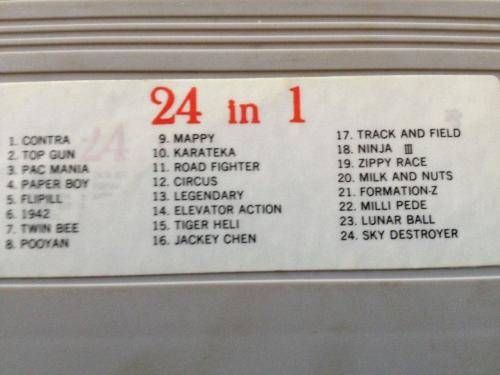 24 in 1
1. CONTRA
2. TOP GUN
3. PAC MANIA
4. PAPER BOY
5. FLIPILL
6. 1942
7. TWIN BEE
8. POOYAN
9. MAPPY
10. KARATEKA
11. ROAD FIGHTER
12. CIRCUS
13. LEGENDARY
14. ELEVATOR ACTION
15. TIGER HELI
16. JACKEY CHEN
17. TRACK AND FIELD
18. NINJA III
19. ZIPPY RACE
20. MILK AND NUTS
21. FORMATION-Z
22. MILLI PEDE
23. LUNAR BALL
24. SKY DESTROYER